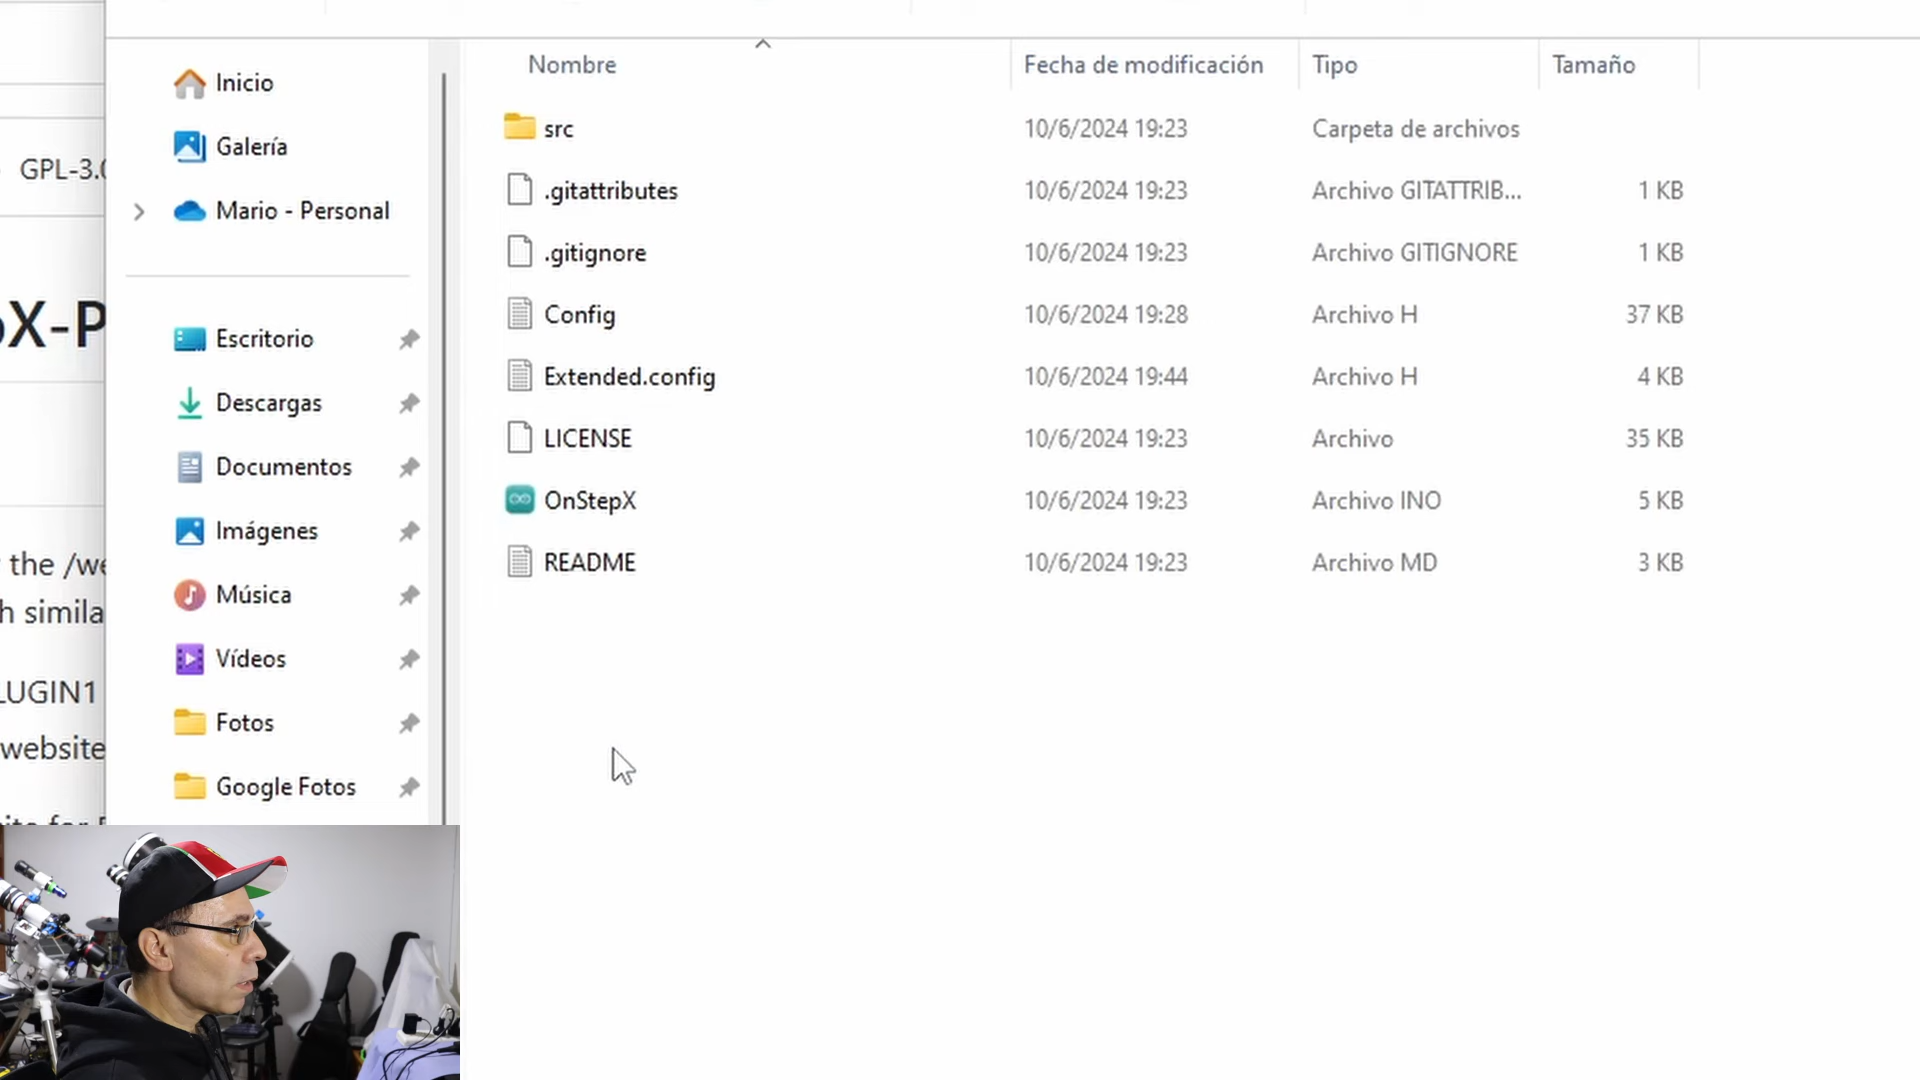 Nombre
Fecha de modificación
Tipo
Tamaño
Inicio
Galería
Mario - Personal
Escritorio
Descargas
Documentos
Imágenes
Música
Vídeos
Fotos
Google Fotos
src 10/6/2024 19:23 Carpeta de archivos
.gitattributes 10/6/2024 19:23 Archivo GITATTRIB... 1 KB
.gitignore 10/6/2024 19:23 Archivo GITIGNORE 1 KB
Config 10/6/2024 19:28 Archivo H 37 KB
Extended.config 10/6/2024 19:44 Archivo H 4 KB
LICENSE 10/6/2024 19:23 Archivo 35 KB
OnStepX 10/6/2024 19:23 Archivo INO 5 KB
README 10/6/2024 19:23 Archivo MD 3 KB
GPL-3.0
X-P
the /we
h simila
LUGIN1
website